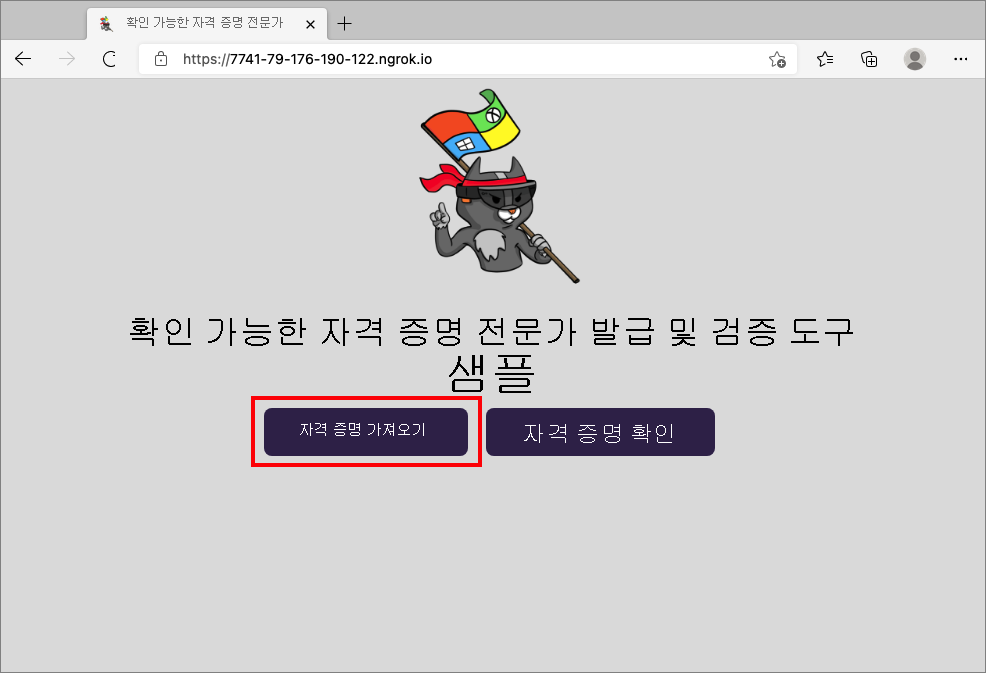 확인 가능한 자격 증명 전문가
https://7741-79-176-190-122.ngrok.io
확인 가능한 자격 증명 전문가 발급 및 검증 도구
샘플
자격 증명 가져오기
자격 증명 확인